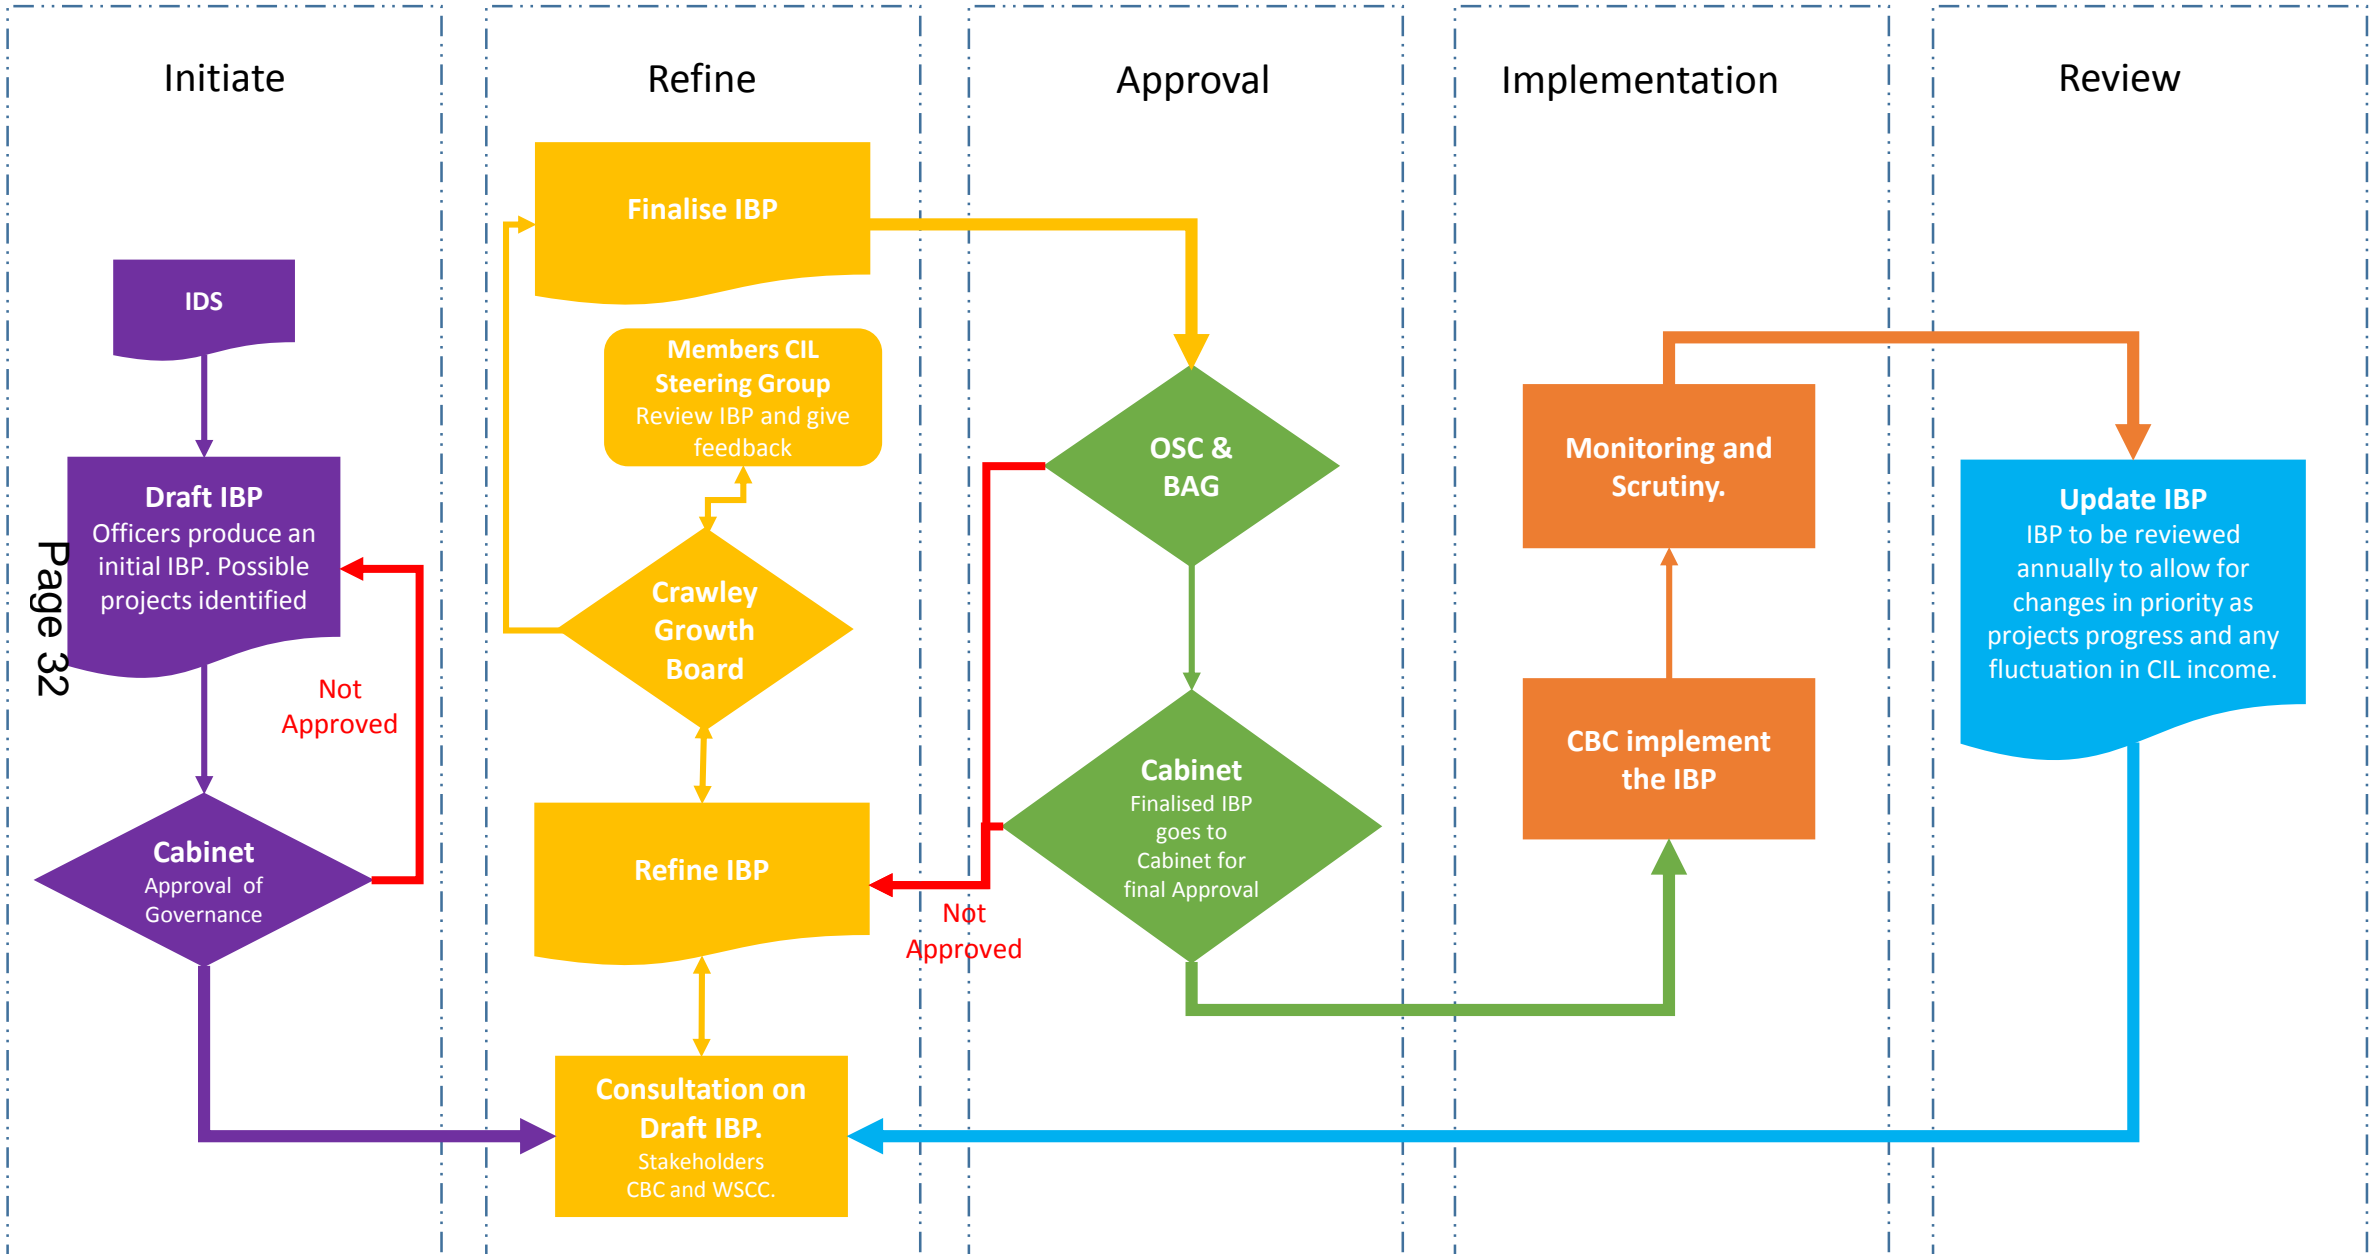 Initiate
IDS
Draft IBP
Officers produce an
initial IBP. Possible
projects identified
Not
Approved
Cabinet
Approval of
Governance
Page 32
Refine
Finalise IBP
Members CIL
Steering Group
Review IBP and give
feedback
Crawley
Growth
Board
Refine IBP
Consultation on
Draft IBP.
Stakeholders
CBC and WSCC.
Approval
OSC &
BAG
Cabinet
Finalised IBP
goes to
Cabinet for
final Approval
Not
Approved
Implementation
Monitoring and
Scrutiny.
CBC implement
the IBP
Review
Update IBP
IBP to be reviewed
annually to allow for
changes in priority as
projects progress and any
fluctuation in CIL income.